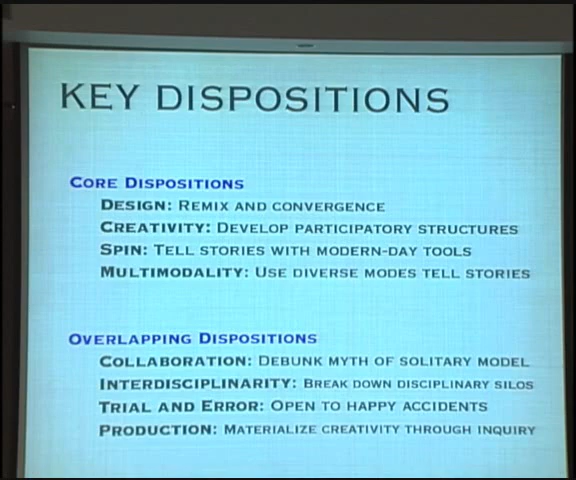 KEY DISPOSITIONS
CORE DISPOSITIONS
DESIGN: REMIX AND CONVERGENCE
CREATIVITY: DEVELOP PARTICIPATORY STRUCTURES
SPIN: TELL STORIES WITH MODERN-DAY TOOLS
MULTIMODALITY: USE DIVERSE MODES TELL STORIES
OVERLAPPING DISPOSITIONS
COLLABORATION: DEBUNK MYTH OF SOLITARY MODEL
INTERDISCIPLINARITY: BREAK DOWN DISCIPLINARY SILOS
TRIAL AND ERROR: OPEN TO HAPPY ACCIDENTS
PRODUCTION: MATERIALIZE CREATIVITY THROUGH INQUIRY